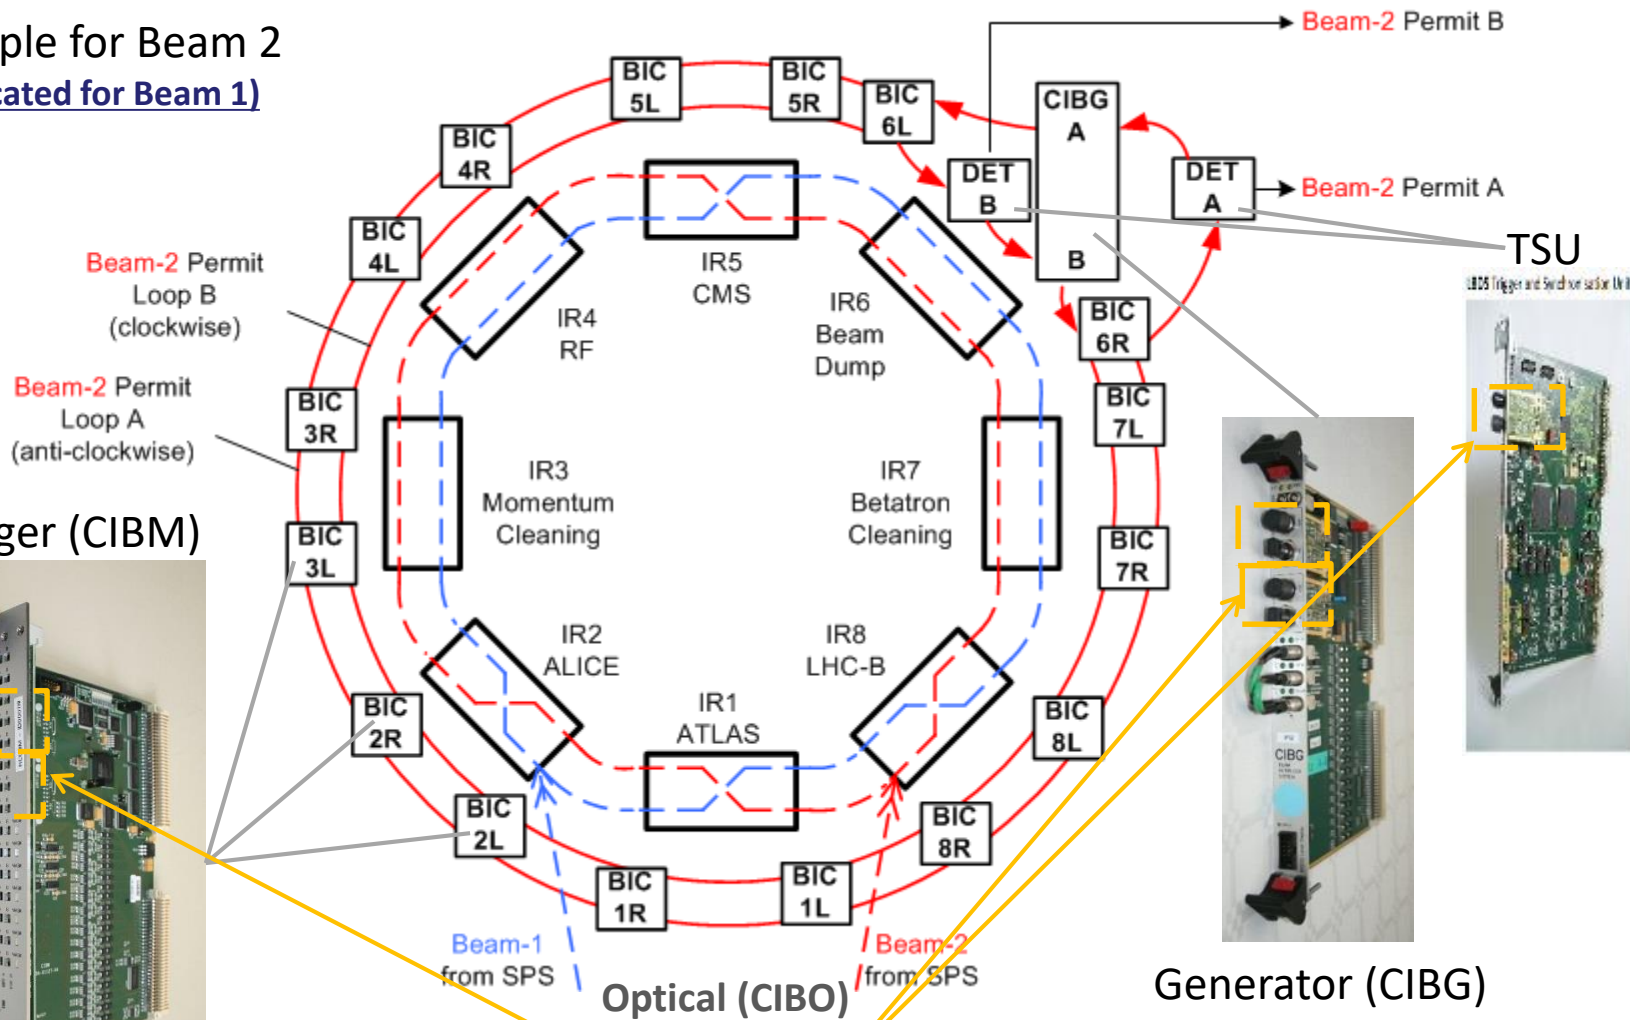 ple for Beam 2
cated for Beam 1)
Beam-2 Permit B
BIC
5L
BIC
5R
BIC
6L
CIBG
A
B
BIC
4R
DET
B
DET
A
Beam-2 Permit A
BIC
4L
TSU
LBDS Trigger and Synchronisation Unit
Beam-2 Permit
Loop B
(clockwise)
IR5
CMS
IR4
RF
IR6
Beam
Dump
BIC
6R
Beam-2 Permit
Loop A
(anti-clockwise)
BIC
3R
BIC
7L
IR3
Momentum
Cleaning
IR7
Betatron
Cleaning
ger (CIBM)
BIC
3L
BIC
7R
IR2
ALICE
IR8
LHC-B
IR1
ATLAS
BIC
2R
BIC
8L
CIBG
BIC
2L
BIC
8R
BIC
1R
BIC
1L
Beam-1
from SPS
Beam-2
from SPS
Optical (CIBO)
Generator (CIBG)